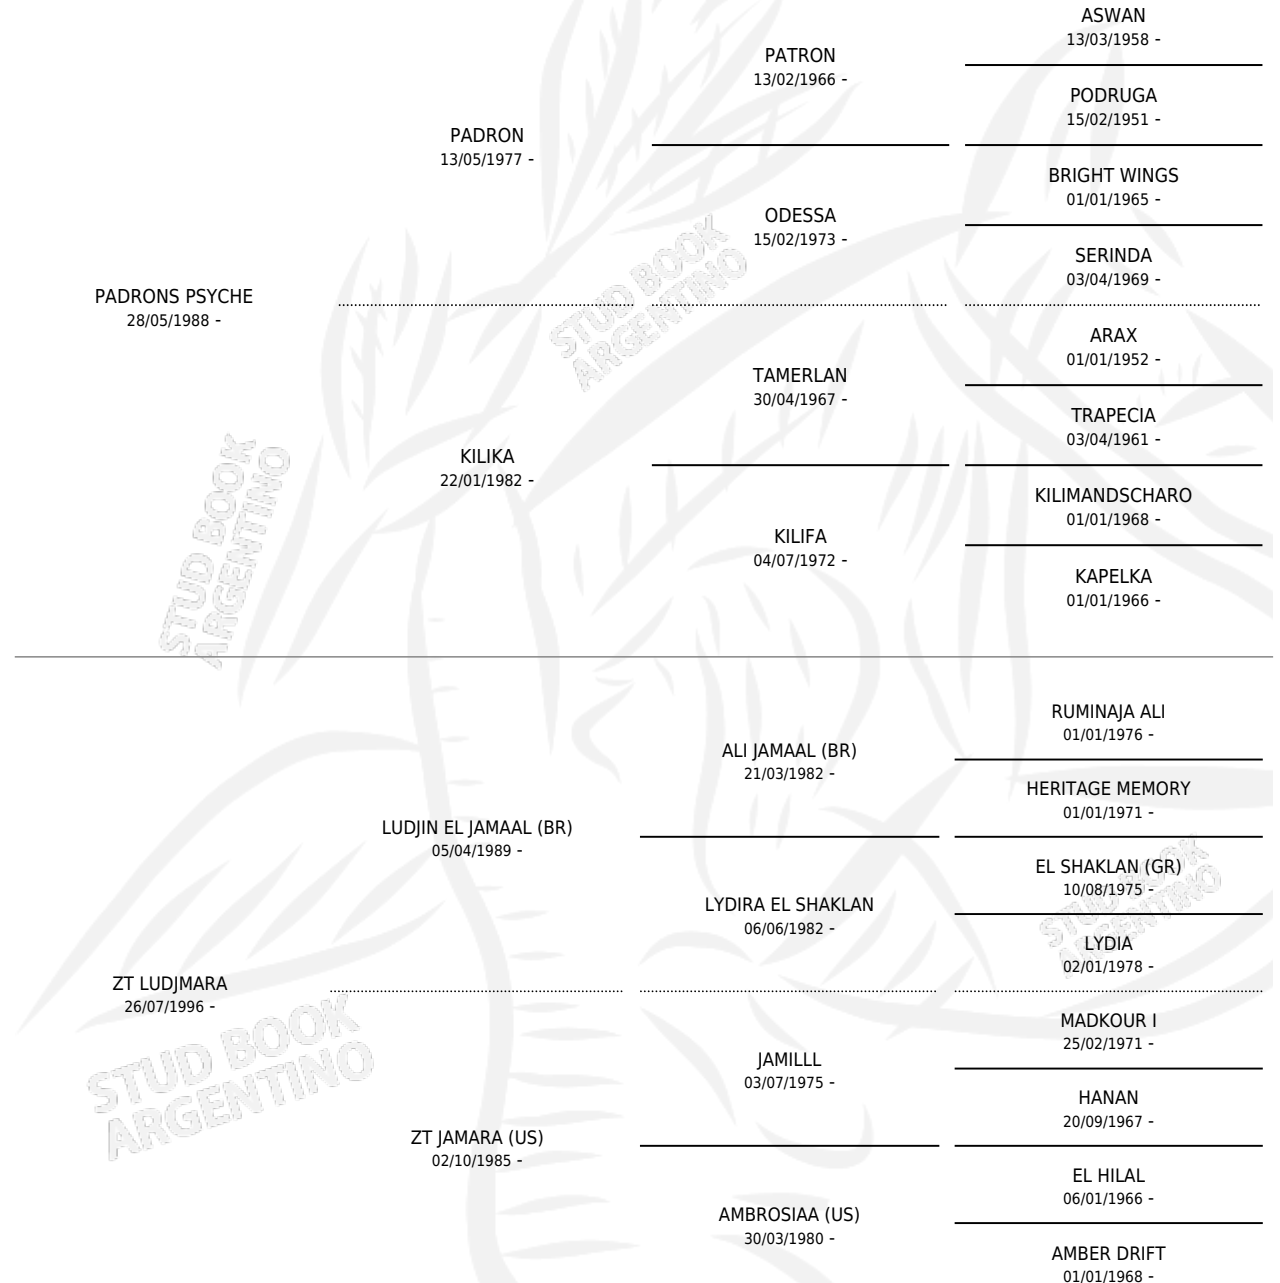 ASWAN
13/03/1958 -
PATRON
13/02/1966 -
PODRUGA
15/02/1951 -
PADRON
13/05/1977 -
BRIGHT WINGS
01/01/1965 -
ODESSA
15/02/1973 -
SERINDA
03/04/1969 -
PADRONS PSYCHE
28/05/1988 -
ARAX
01/01/1952 -
TAMERLAN
30/04/1967 -
TRAPECIA
03/04/1961 -
KILIKA
22/01/1982 -
KILIMANDSCHARO
01/01/1968 -
KILIFA
04/07/1972 -
KAPELKA
01/01/1966 -
STUD BOOK
ARGENTINO
STUD BOOK
ARGENTINO
RUMINAJA ALI
01/01/1976 -
ALI JAMAAL (BR)
21/03/1982 -
HERITAGE MEMORY
01/01/1971 -
LUDJIN EL JAMAAL (BR)
05/04/1989 -
EL SHAKLAN (GR)
10/08/1975 -
LYDIRA EL SHAKLAN
06/06/1982 -
LYDIA
02/01/1978 -
ZT LUDJMARA
26/07/1996 -
MADKOUR I
25/02/1971 -
JAMILLL
03/07/1975 -
HANAN
20/09/1967 -
ZT JAMARA (US)
02/10/1985 -
EL HILAL
06/01/1966 -
AMBROSIAA (US)
30/03/1980 -
AMBER DRIFT
01/01/1968 -
STUD BOOK
ARGENTINO
STUD BOOK
ARGENTINO